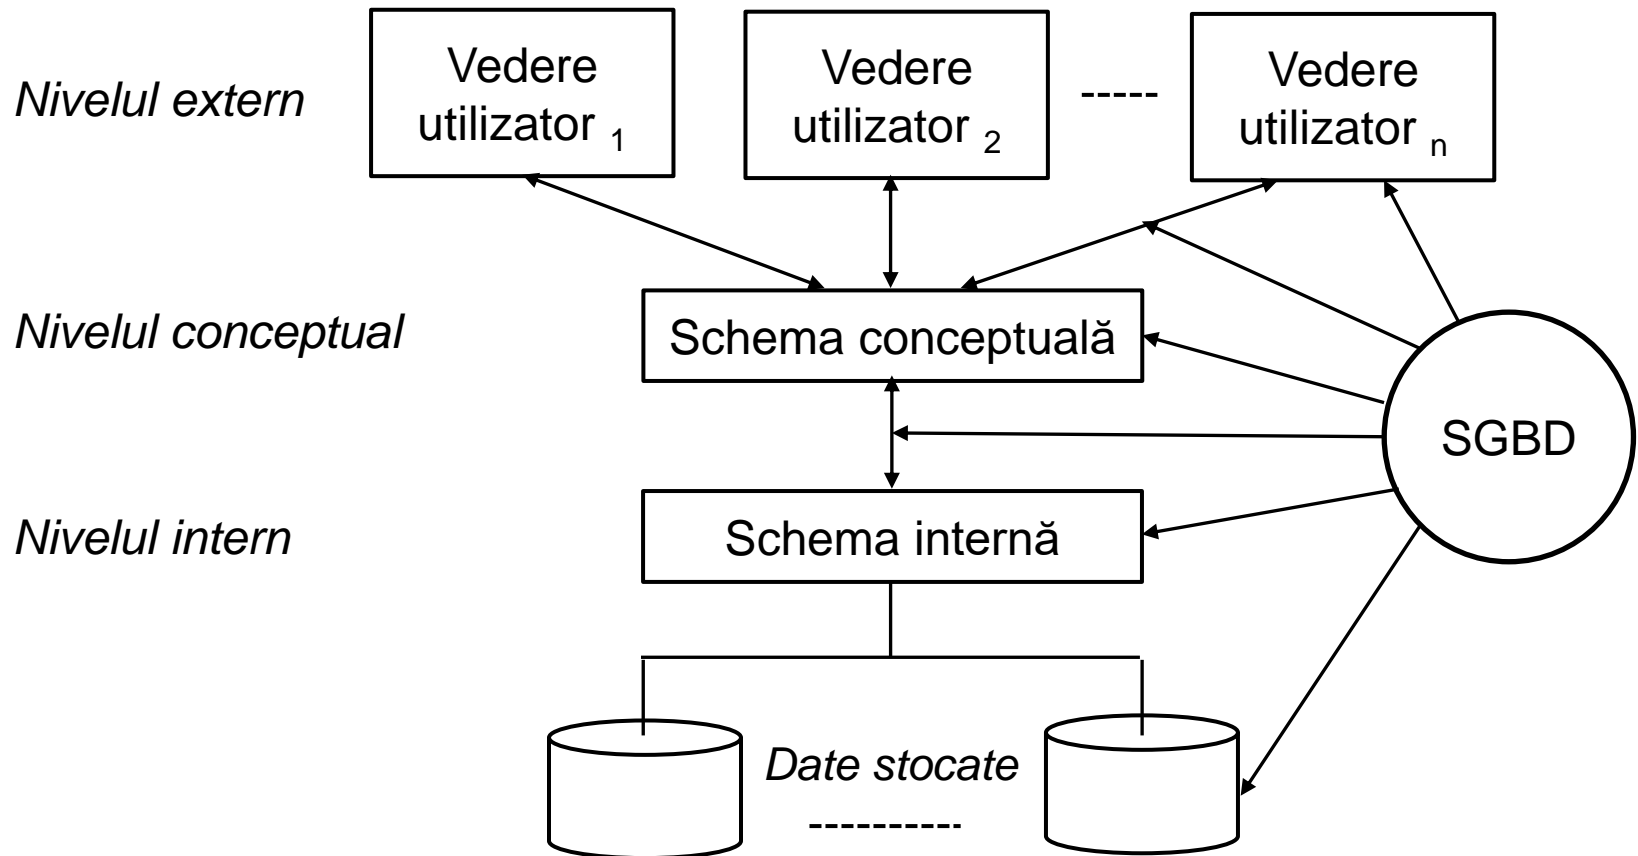 Nivelul extern
Vedere
utilizator 1
Vedere
utilizator 2
-----
Vedere
utilizator n
Nivelul conceptual
Schema conceptuală
SGBD
Nivelul intern
Schema internă
Date stocate
----------